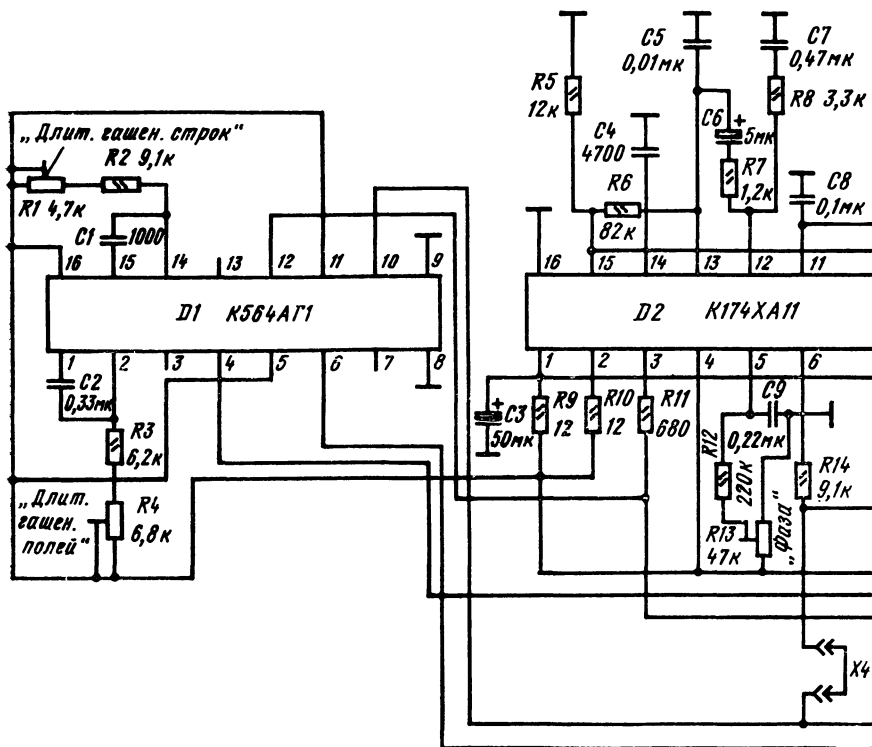 C5
0,01мк
C7
0,47мк
R5
12к
R8 3,3к
C6
+
5мк
C4
4700
R7
1,2к
C8
0,1мк
„Длит. гашен. строк“
R2 9,1к
R1 4,7к
C1 1000
R6
82к
16 15 14 13 12 11 10 9
D1 К564АГ1
1 2 3 4 5 6 7 8
16 15 14 13 12 11
D2 К174ХА11
1 2 3 4 5 6
C2
0,33мк
R3
6,2к
„Длит.
гашен.
полей“
R4
6,8к
+
C3
50мк
R9
12
R10
12
R11
680
C9
0,22мк
R12
220к
R13
47к
„Фаза“
R14
9,1к
X4